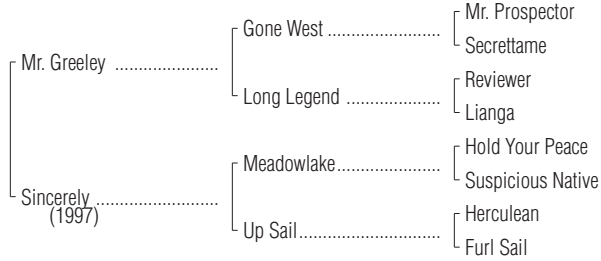 Mr. Prospector
Gone West ........................
Secrettame
Mr. Greeley ......................
Reviewer
Long Legend ....................
Lianga
Hold Your Peace
Meadowlake......................
Suspicious Native
Sincerely..........................
(1997)
Herculean
Up Sail..............................
Furl Sail